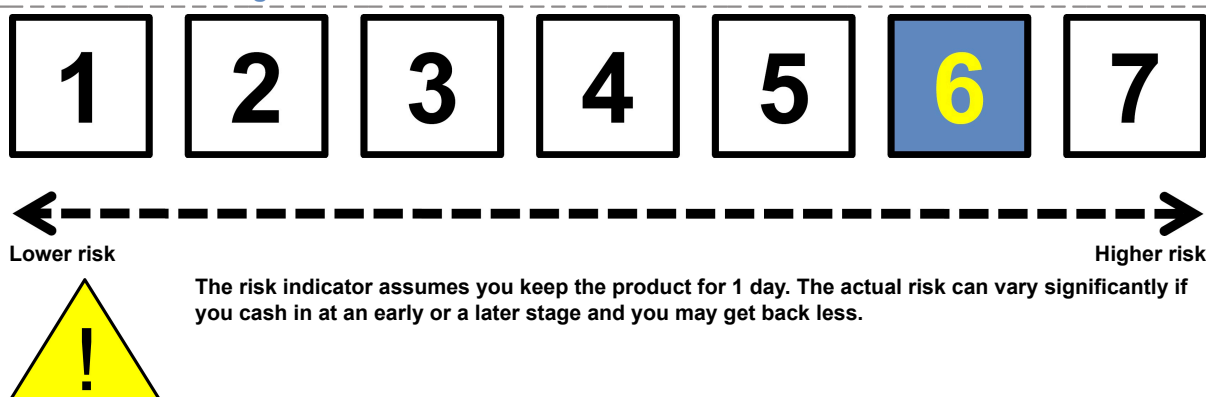 1 2 3 4 5 6 7
Lower risk Higher risk
The risk indicator assumes you keep the product for 1 day. The actual risk can vary significantly if
you cash in at an early or a later stage and you may get back less.
!